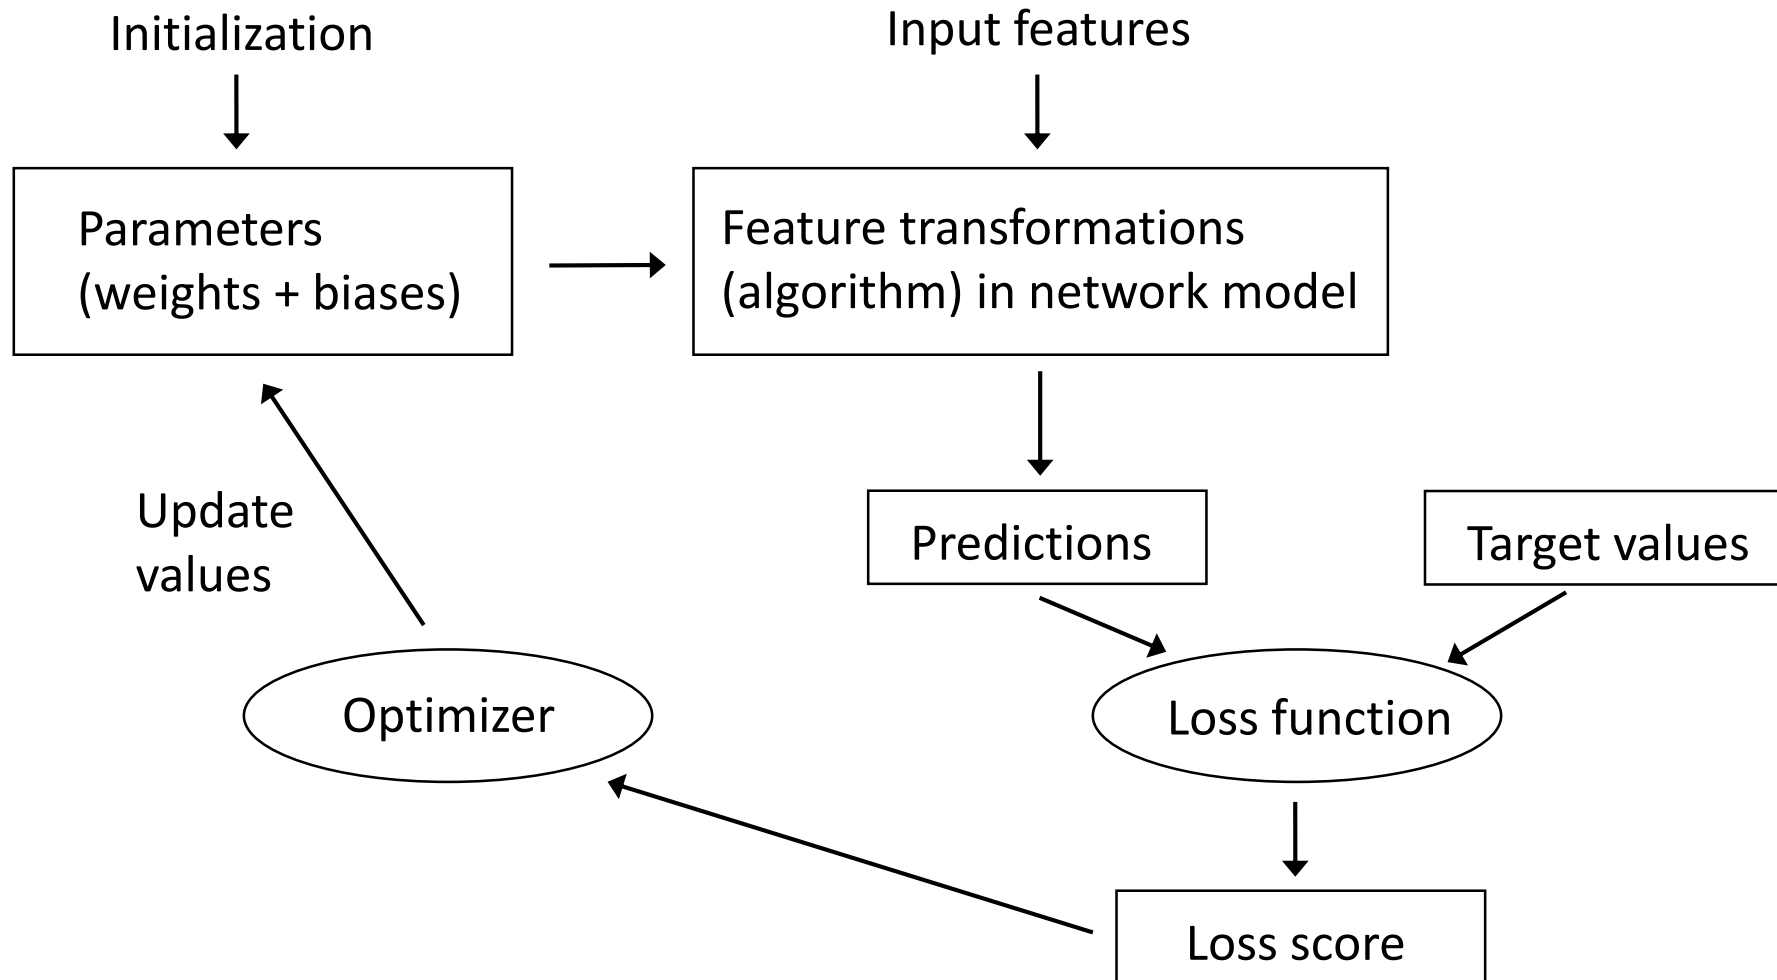 Initialization
Input features
Parameters
(weights + biases)
Feature transformations
(algorithm) in network model
Update
values
Predictions
Target values
Optimizer
Loss function
Loss score